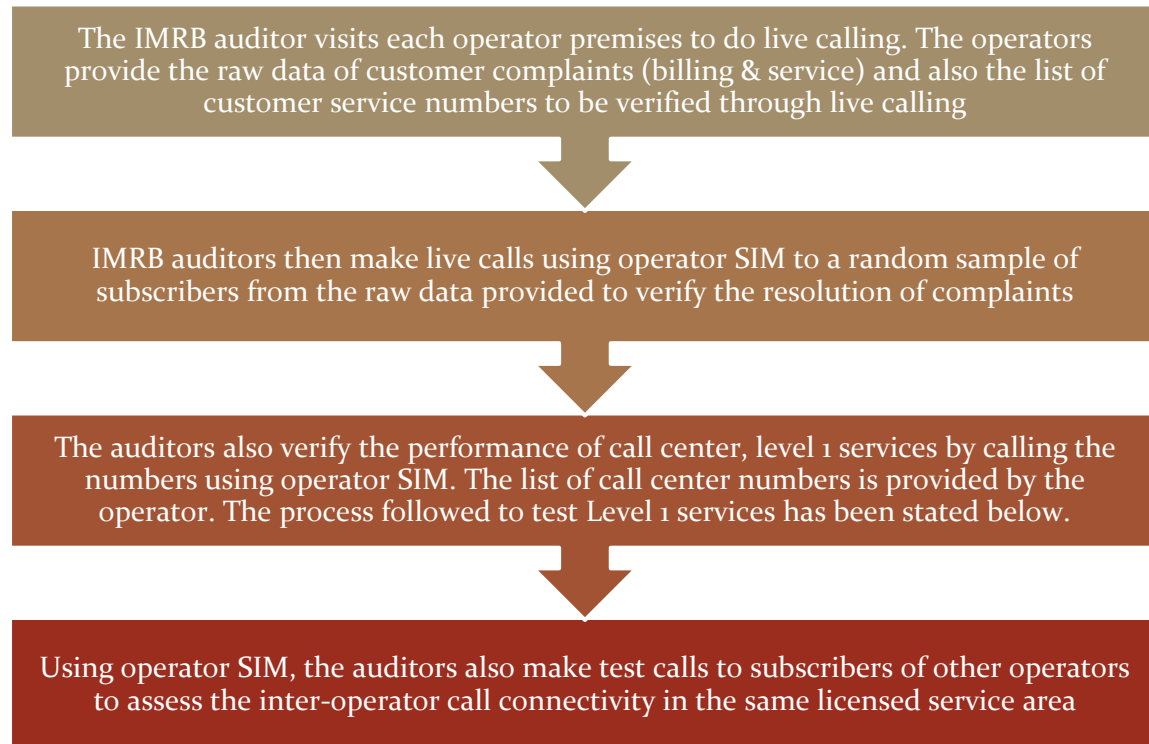 The IMRB auditor visits each operator premises to do live calling. The operators
provide the raw data of customer complaints (billing & service) and also the list of
customer service numbers to be verified through live calling
IMRB auditors then make live calls using operator SIM to a random sample of
subscribers from the raw data provided to verify the resolution of complaints
The auditors also verify the performance of call center, level 1 services by calling the
numbers using operator SIM. The list of call center numbers is provided by the
operator. The process followed to test Level 1 services has been stated below.
Using operator SIM, the auditors also make test calls to subscribers of other operators
to assess the inter-operator call connectivity in the same licensed service area